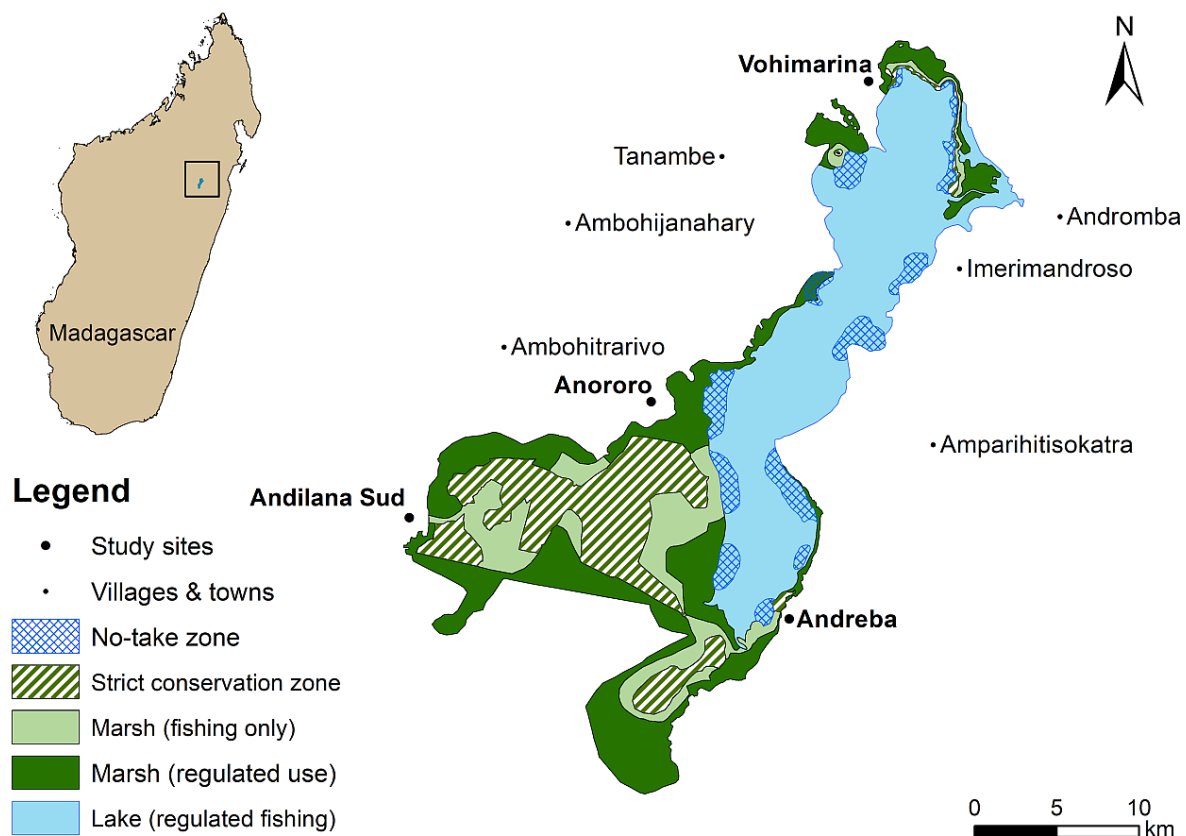 N
Vohimarina
Tanambe
Ambohijanahary
Andromba
Imerimandroso
Madagascar
Ambohitrarivo
Anororo
Amparihitisokatra
Andilana Sud
Andreba
Legend
Study sites
Villages & towns
No-take zone
Strict conservation zone
Marsh (fishing only)
Marsh (regulated use)
Lake (regulated fishing)
0 5 10
km